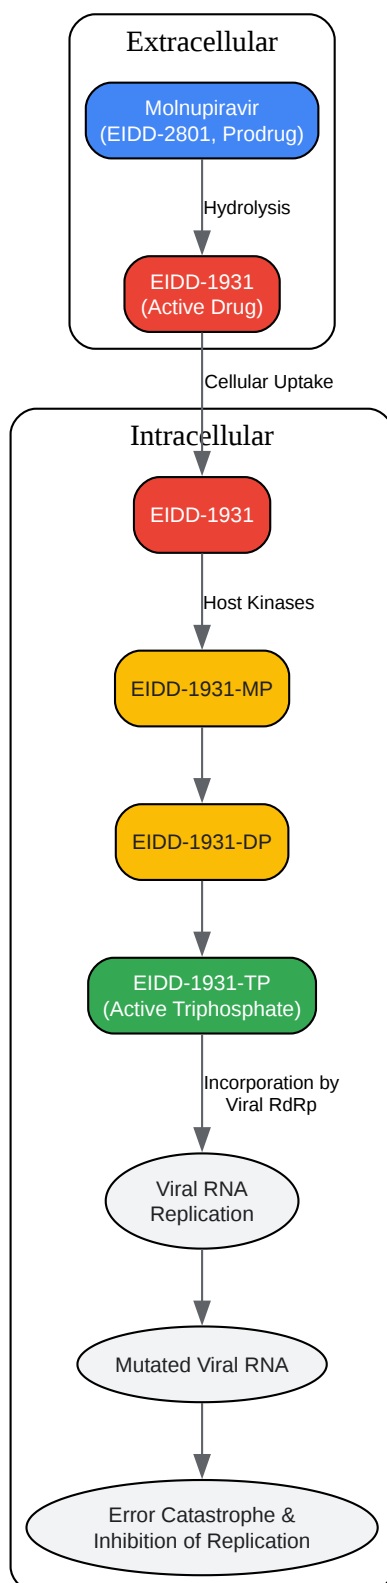 Extracellular
Molnupiravir
(EIDD-2801, Prodrug)
Hydrolysis
EIDD-1931
(Active Drug)
Cellular Uptake
Intracellular
EIDD-1931
Host Kinases
EIDD-1931-MP
EIDD-1931-DP
EIDD-1931-TP
(Active Triphosphate)
Incorporation by
Viral RdRp
Viral RNA
Replication
Mutated Viral RNA
Error Catastrophe &
Inhibition of Replication